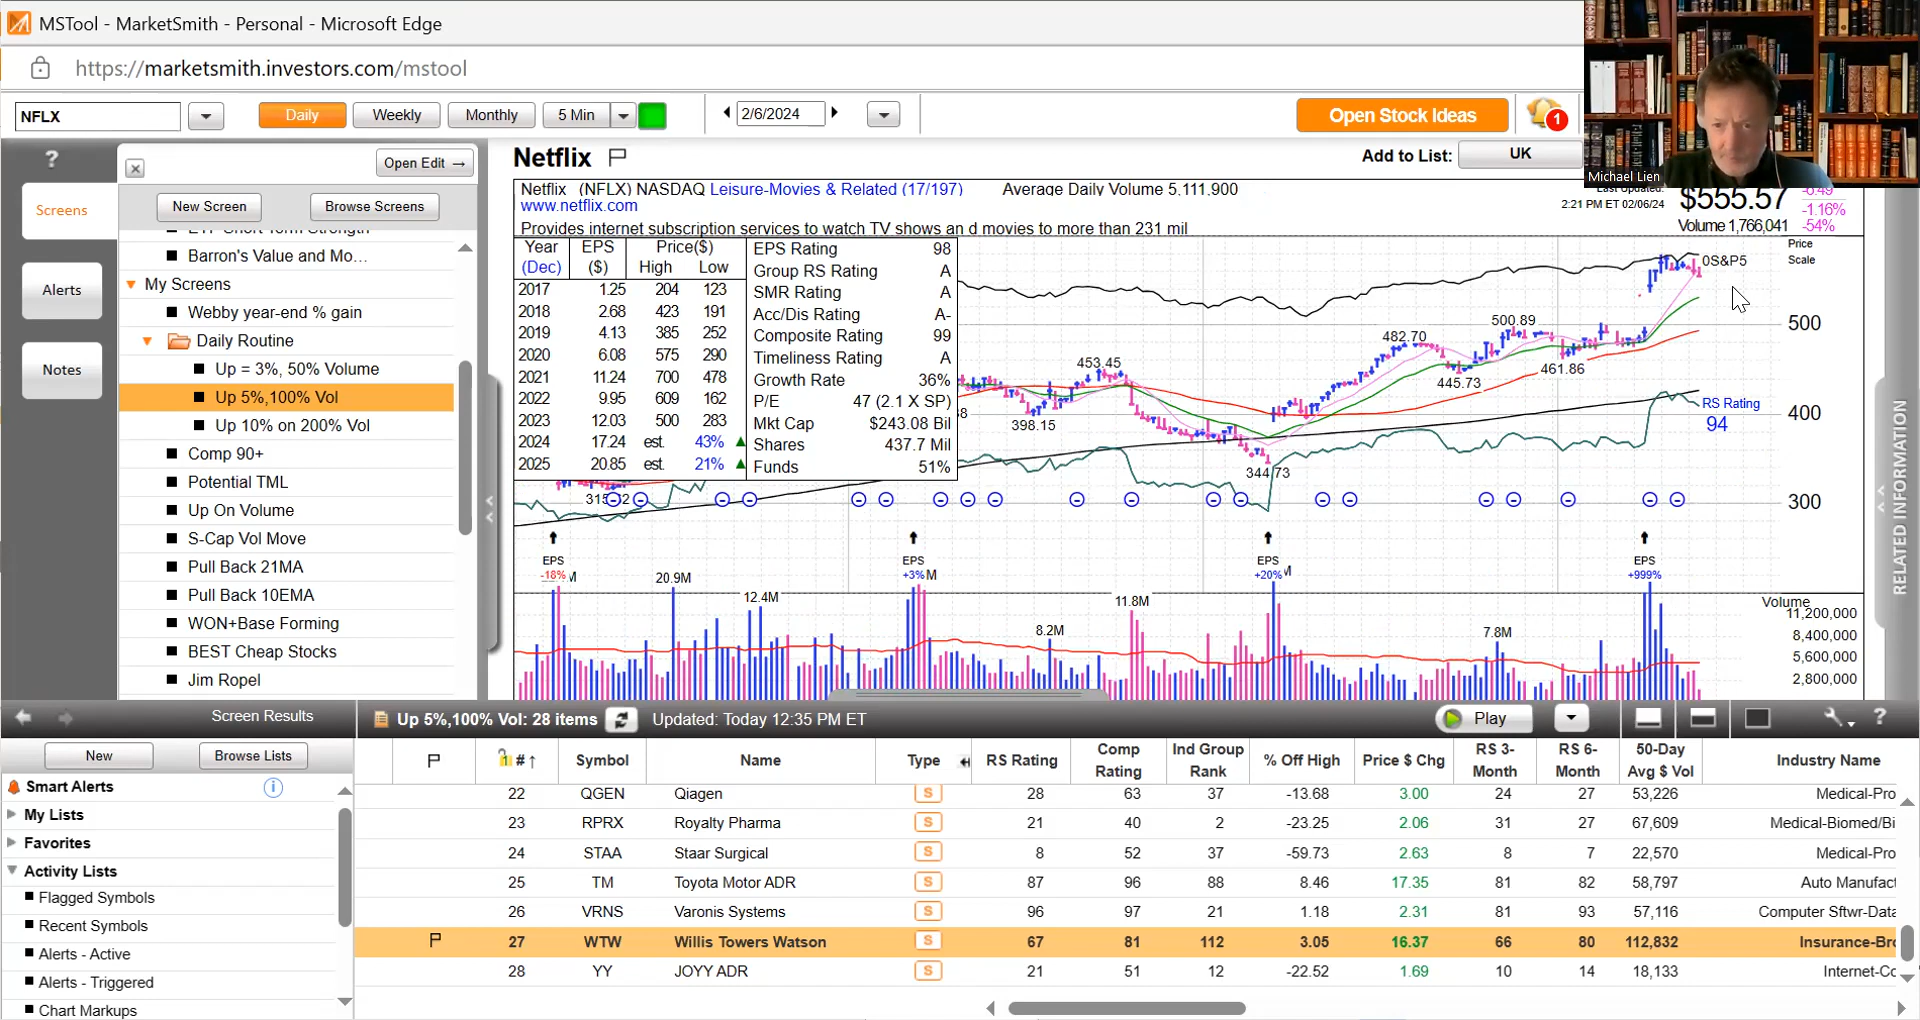 MSTool - MarketSmith - Personal - Microsoft Edge
https://marketsmith.investors.com/mstool
NFLX
Daily
Weekly
Monthly
5 Min
2/6/2024
Open Stock Ideas
1
Michael Lien
?
Open Edit →
Netflix
Add to List:
UK
Screens
New Screen
Browse Screens
Netflix (NFLX) NASDAQ Leisure-Movies & Related (17/197) Average Daily Volume 5,111,900
www.netflix.com
Provides internet subscription services to watch TV shows an d movies to more than 231 mil
Last Updated:
2:21 PM ET 02/06/24
$555.57
-6.49
-1.16%
Volume 1,766,041 -54%
ETF Short Term Strength
Barron's Value and Mo...
My Screens
Webby year-end % gain
Daily Routine
Up = 3%, 50% Volume
Up 5%,100% Vol
Up 10% on 200% Vol
Comp 90+
Potential TML
Up On Volume
S-Cap Vol Move
Pull Back 21MA
Pull Back 10EMA
WON+Base Forming
BEST Cheap Stocks
Jim Ropel
Alerts
Notes
Year EPS Price($)
(Dec) ($) High Low
2017 1.25 204 123
2018 2.68 423 191
2019 4.13 385 252
2020 6.08 575 290
2021 11.24 700 478
2022 9.95 609 162
2023 12.03 500 283
2024 17.24 est. 43%
2025 20.85 est. 21%
EPS Rating 98
Group RS Rating A
SMR Rating A
Acc/Dis Rating A-
Composite Rating 99
Timeliness Rating A
Growth Rate 36%
P/E 47 (2.1 X SP)
Mkt Cap $243.08 Bil
Shares 437.7 Mil
Funds 51%
Price
Scale
0S&P5
500
400
300
RS Rating
94
453.45
398.15
482.70
500.89
445.73
461.86
344.73
EPS
-18%
EPS
+3%
EPS
+20%
EPS
+999%
20.9M
12.4M
8.2M
11.8M
7.8M
Volume
11,200,000
8,400,000
5,600,000
2,800,000
RELATED INFORMATION
Screen Results
Up 5%,100% Vol: 28 items
Updated: Today 12:35 PM ET
Play
?
New
Browse Lists
Smart Alerts
My Lists
Favorites
Activity Lists
Flagged Symbols
Recent Symbols
Alerts - Active
Alerts - Triggered
Chart Markups
# Symbol Name Type RS Rating Comp Rating Ind Group Rank % Off High Price $ Chg RS 3-Month RS 6-Month 50-Day Avg $ Vol Industry Name
22 QGEN Qiagen S 28 63 37 -13.68 3.00 24 27 53,226 Medical-Pro
23 RPRX Royalty Pharma S 21 40 2 -23.25 2.06 31 27 67,609 Medical-Biomed/Bi
24 STAA Staar Surgical S 8 52 37 -59.73 2.63 8 7 22,570 Medical-Pro
25 TM Toyota Motor ADR S 87 96 88 8.46 17.35 81 82 58,797 Auto Manufact
26 VRNS Varonis Systems S 96 97 21 1.18 2.31 81 93 57,116 Computer Sftwr-Data
27 WTW Willis Towers Watson S 67 81 112 3.05 16.37 66 80 112,832 Insurance-Brc
28 YY JOYY ADR S 21 51 12 -22.52 1.69 10 14 18,133 Internet-Cc